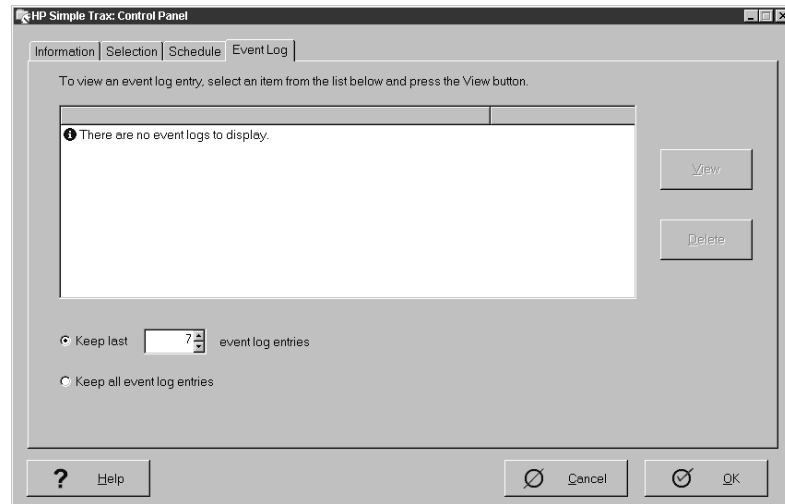 HP Simple Trax: Control Panel
Information Selection Schedule Event Log
To view an event log entry, select an item from the list below and press the View button.
There are no event logs to display.
View
Delete
Keep last 7 event log entries
Keep all event log entries
? Help Cancel OK